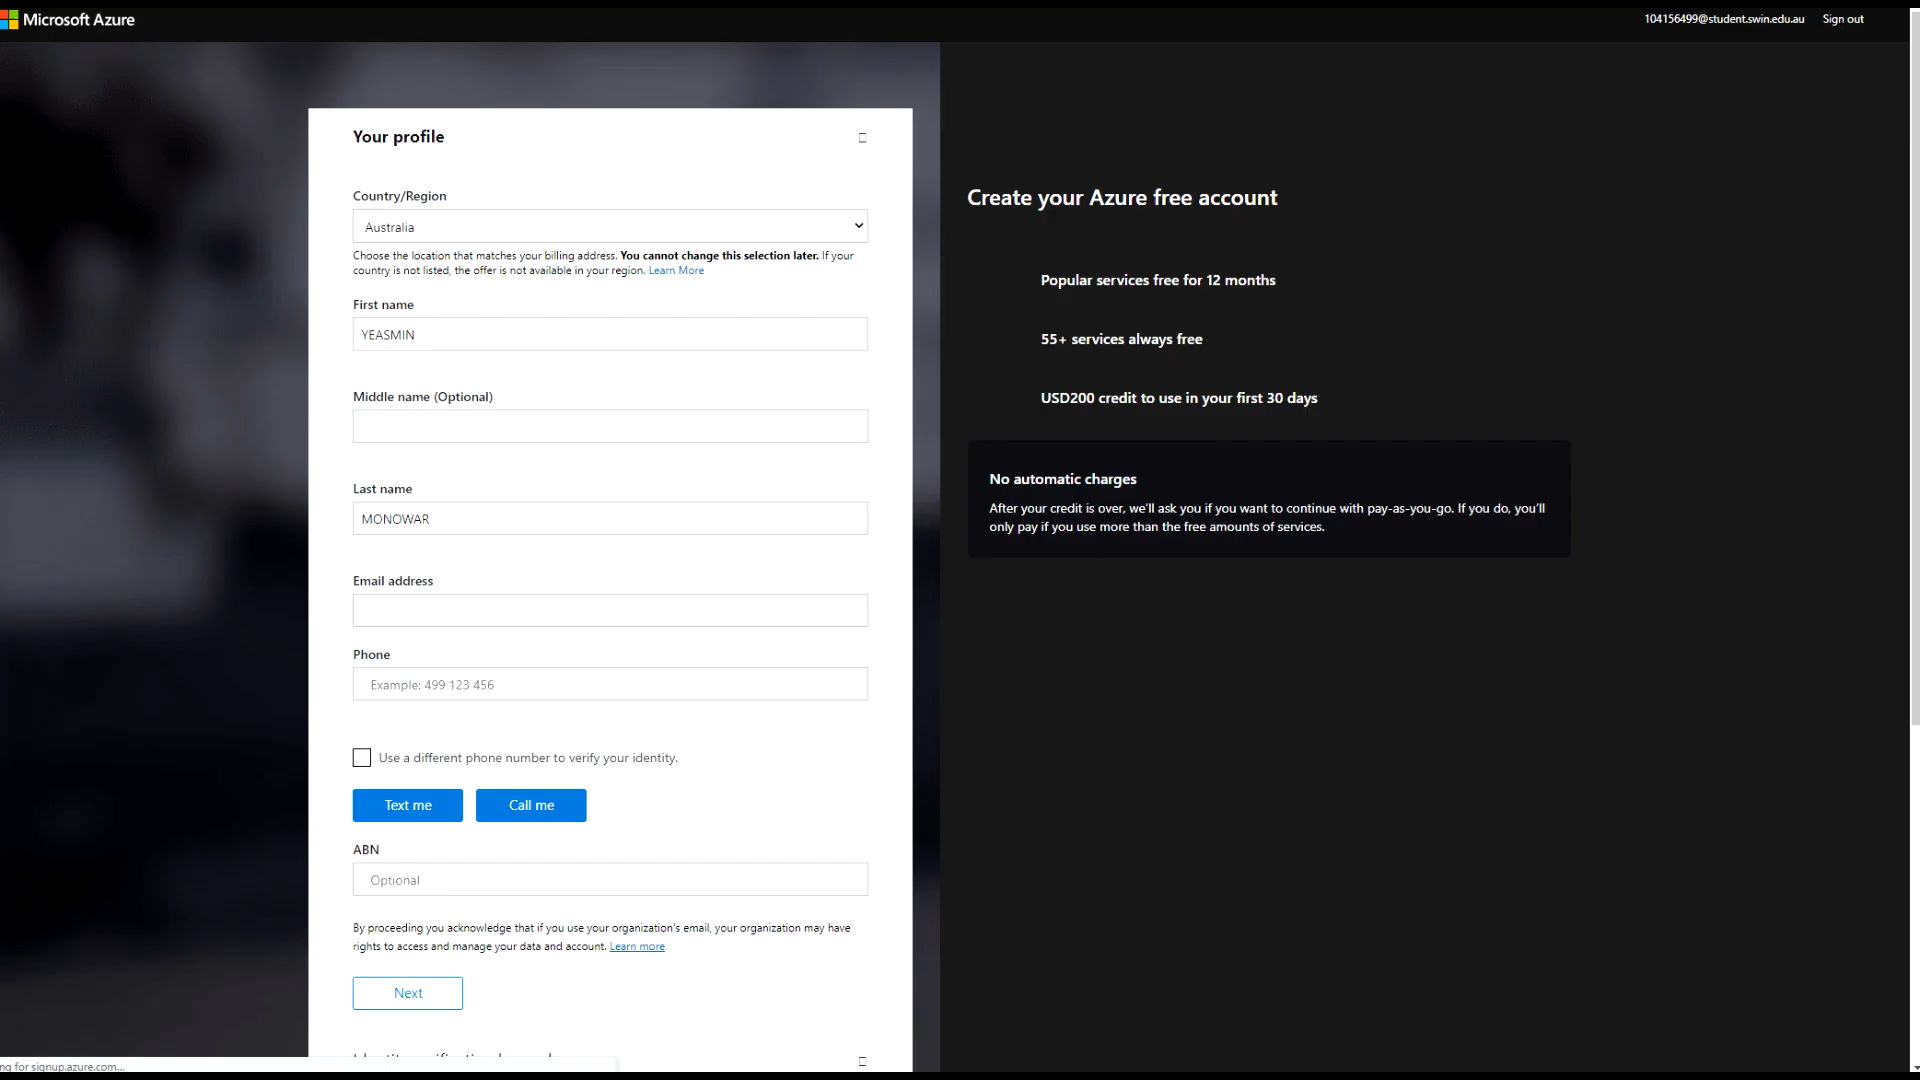 Microsoft Azure
104156499@student.swin.edu.au Sign out
Your profile
Country/Region
Australia
Choose the location that matches your billing address. You cannot change this selection later. If your
country is not listed, the offer is not available in your region. Learn More
First name
YEASMIN
Middle name (Optional)
Last name
MONOWAR
Email address
Phone
Example: 499 123 456
Use a different phone number to verify your identity.
Text me Call me
ABN
Optional
By proceeding you acknowledge that if you use your organization's email, your organization may have
rights to access and manage your data and account. Learn more
Next
Create your Azure free account
Popular services free for 12 months
55+ services always free
USD200 credit to use in your first 30 days
No automatic charges
After your credit is over, we'll ask you if you want to continue with pay-as-you-go. If you do, you'll
only pay if you use more than the free amounts of services.
ng for signup.azure.com...